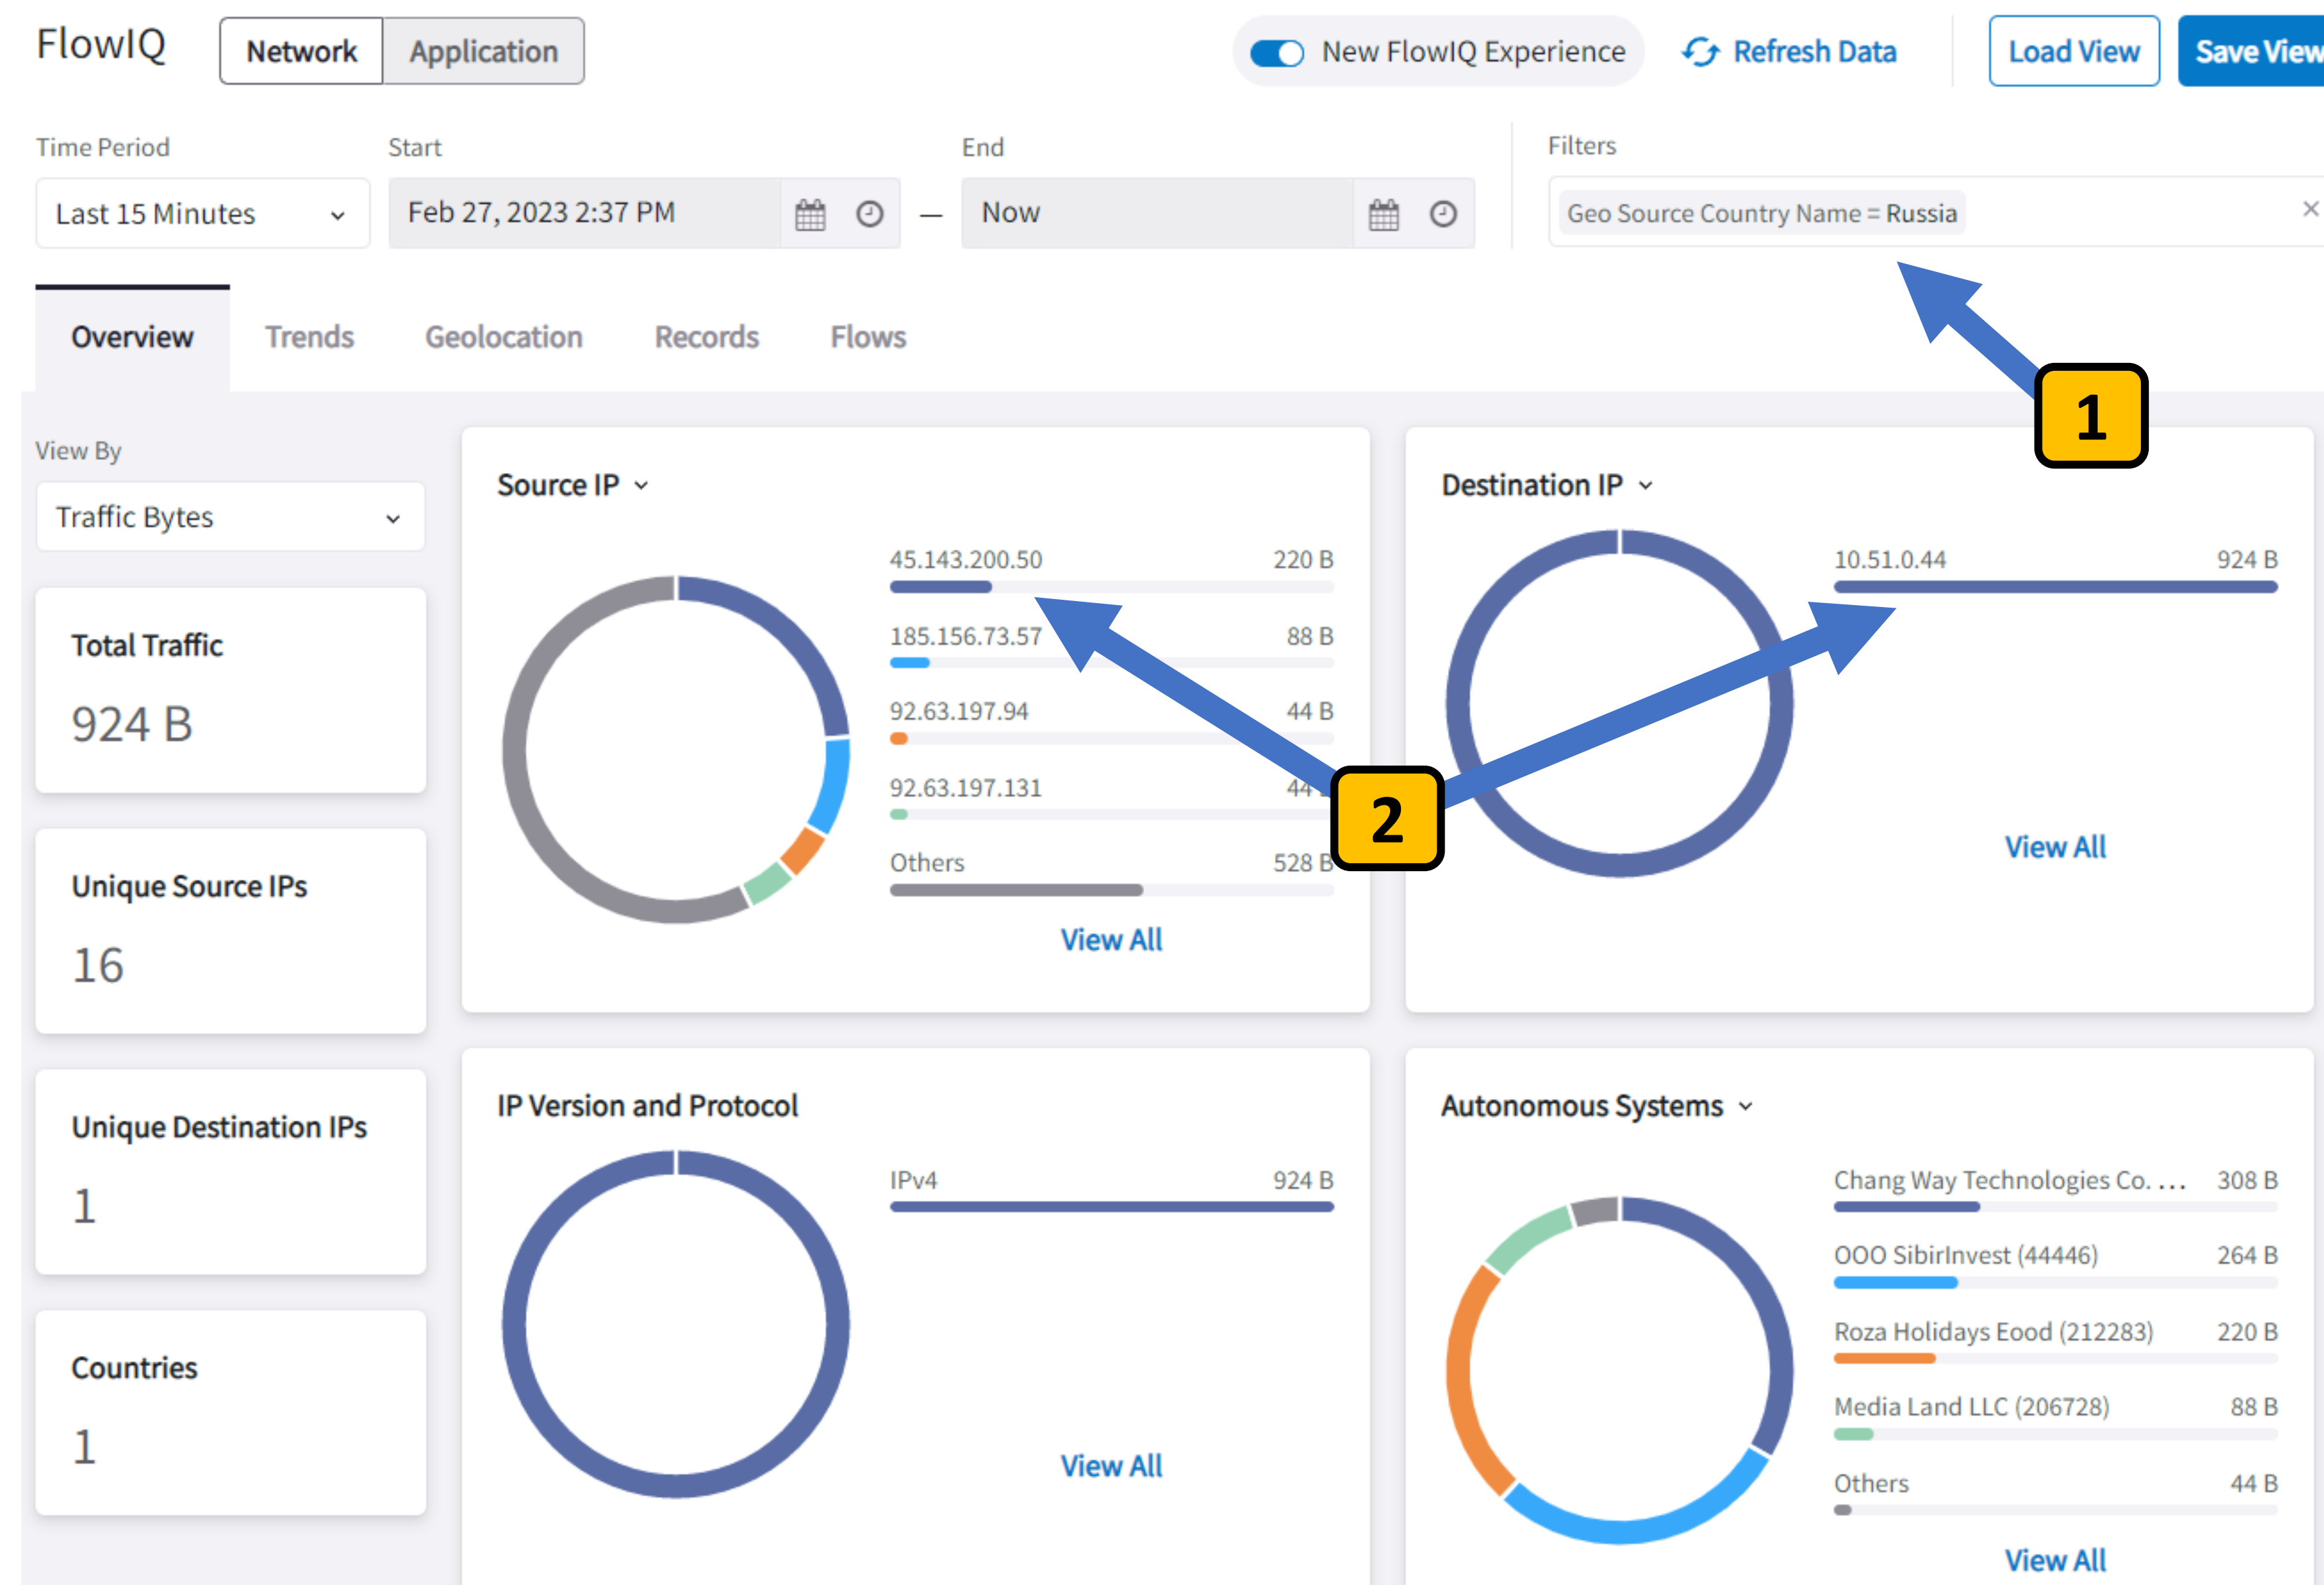 FlowIQ
Network
Application
New FlowIQ Experience
Refresh Data
Load View
Save View
Time Period
Start
End
Filters
Last 15 Minutes
Feb 27, 2023 2:37 PM
—
Now
Geo Source Country Name = Russia
×
Overview
Trends
Geolocation
Records
Flows
1
View By
Traffic Bytes
Total Traffic
924 B
Unique Source IPs
16
Unique Destination IPs
1
Countries
1
Source IP
45.143.200.50 220 B
185.156.73.57 88 B
92.63.197.94 44 B
92.63.197.131 44
Others 528 B
View All
2
Destination IP
10.51.0.44 924 B
View All
IP Version and Protocol
IPv4 924 B
View All
Autonomous Systems
Chang Way Technologies Co. ... 308 B
OOO SibirInvest (44446) 264 B
Roza Holidays Eood (212283) 220 B
Media Land LLC (206728) 88 B
Others 44 B
View All